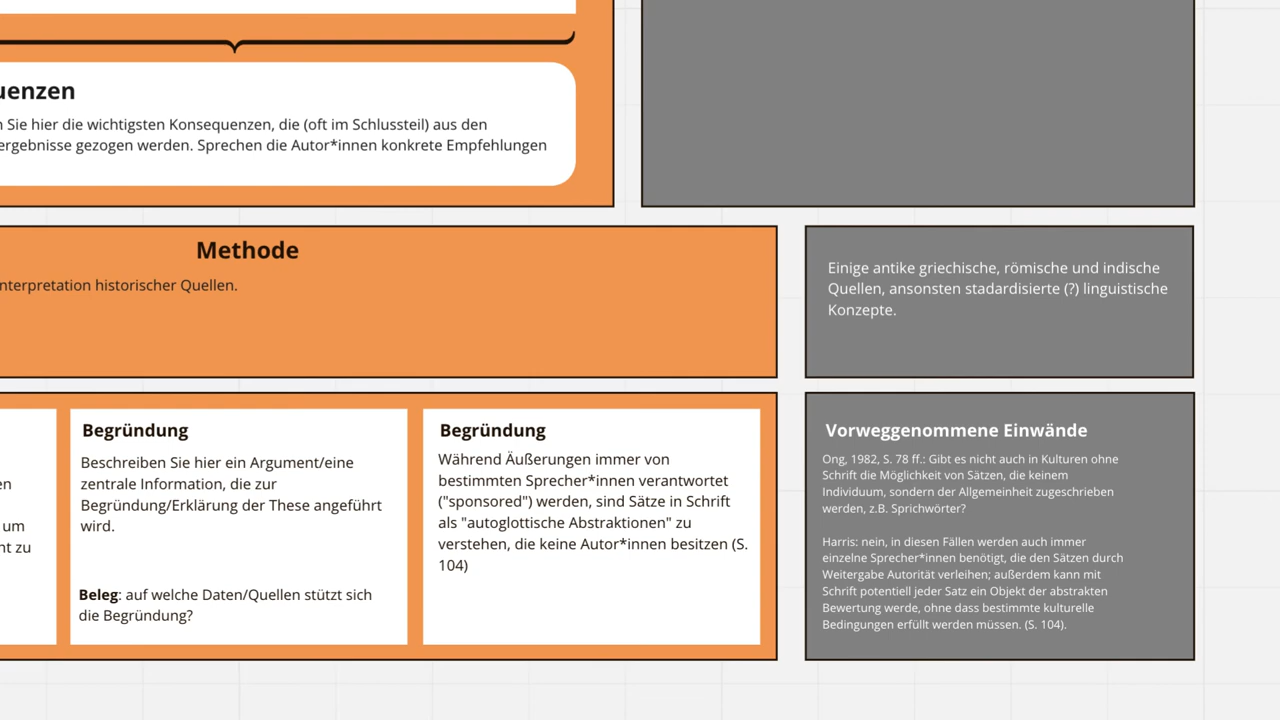 uenzen
n Sie hier die wichtigsten Konsequenzen, die (oft im Schlussteil) aus den
ergebnisse gezogen werden. Sprechen die Autor*innen konkrete Empfehlungen
Methode
nterpretation historischer Quellen.
Einige antike griechische, römische und indische
Quellen, ansonsten stadardisierte (?) linguistische
Konzepte.
en
um
ht zu
Begründung
Beschreiben Sie hier ein Argument/eine
zentrale Information, die zur
Begründung/Erklärung der These angeführt
wird.
Beleg: auf welche Daten/Quellen stützt sich
die Begründung?
Begründung
Während Äußerungen immer von
bestimmten Sprecher*innen verantwortet
("sponsored") werden, sind Sätze in Schrift
als "autoglottische Abstraktionen" zu
verstehen, die keine Autor*innen besitzen (S.
104)
Vorweggenommene Einwände
Ong, 1982, S. 78 ff.: Gibt es nicht auch in Kulturen ohne
Schrift die Möglichkeit von Sätzen, die keinem
Individuum, sondern der Allgemeinheit zugeschrieben
werden, z.B. Sprichwörter?
Harris: nein, in diesen Fällen werden auch immer
einzelne Sprecher*innen benötigt, die den Sätzen durch
Weitergabe Autorität verleihen; außerdem kann mit
Schrift potentiell jeder Satz ein Objekt der abstrakten
Bewertung werde, ohne dass bestimmte kulturelle
Bedingungen erfüllt werden müssen. (S. 104).